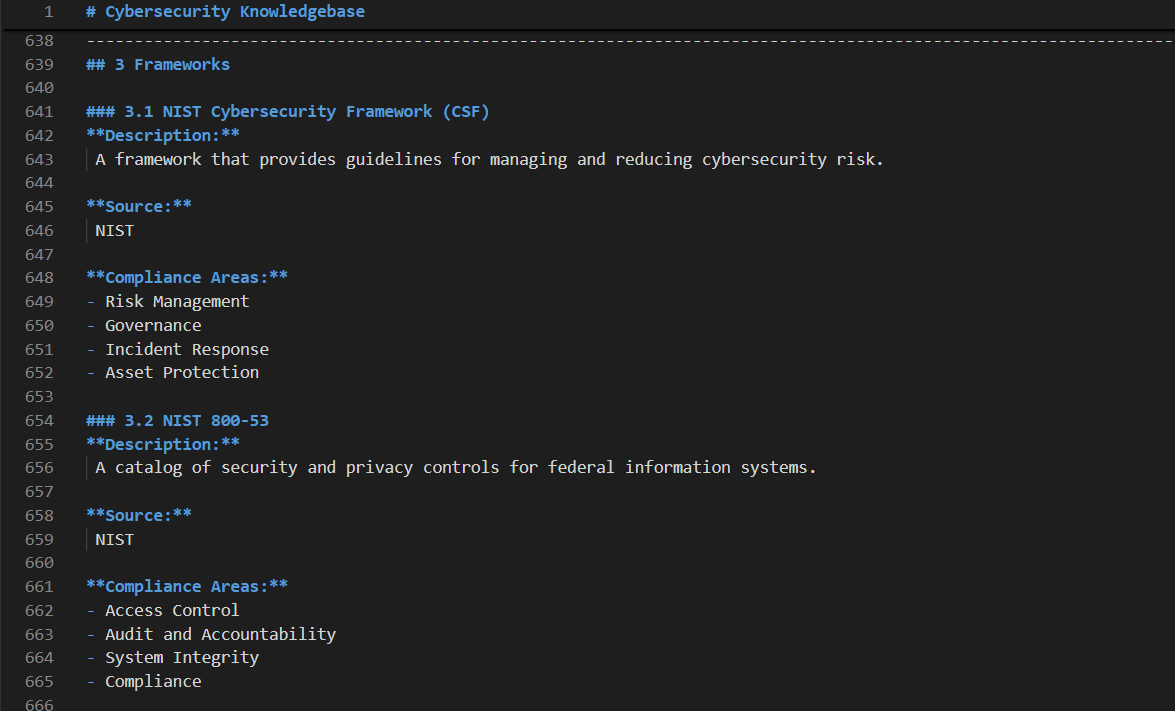 1 # Cybersecurity Knowledgebase
638 ------------------------------------------------------------------------------------------------------------------
639 ## 3 Frameworks
640
641 ### 3.1 NIST Cybersecurity Framework (CSF)
642 **Description:**
643 A framework that provides guidelines for managing and reducing cybersecurity risk.
644
645 **Source:**
646 NIST
647
648 **Compliance Areas:**
649 - Risk Management
650 - Governance
651 - Incident Response
652 - Asset Protection
653
654 ### 3.2 NIST 800-53
655 **Description:**
656 A catalog of security and privacy controls for federal information systems.
657
658 **Source:**
659 NIST
660
661 **Compliance Areas:**
662 - Access Control
663 - Audit and Accountability
664 - System Integrity
665 - Compliance
666